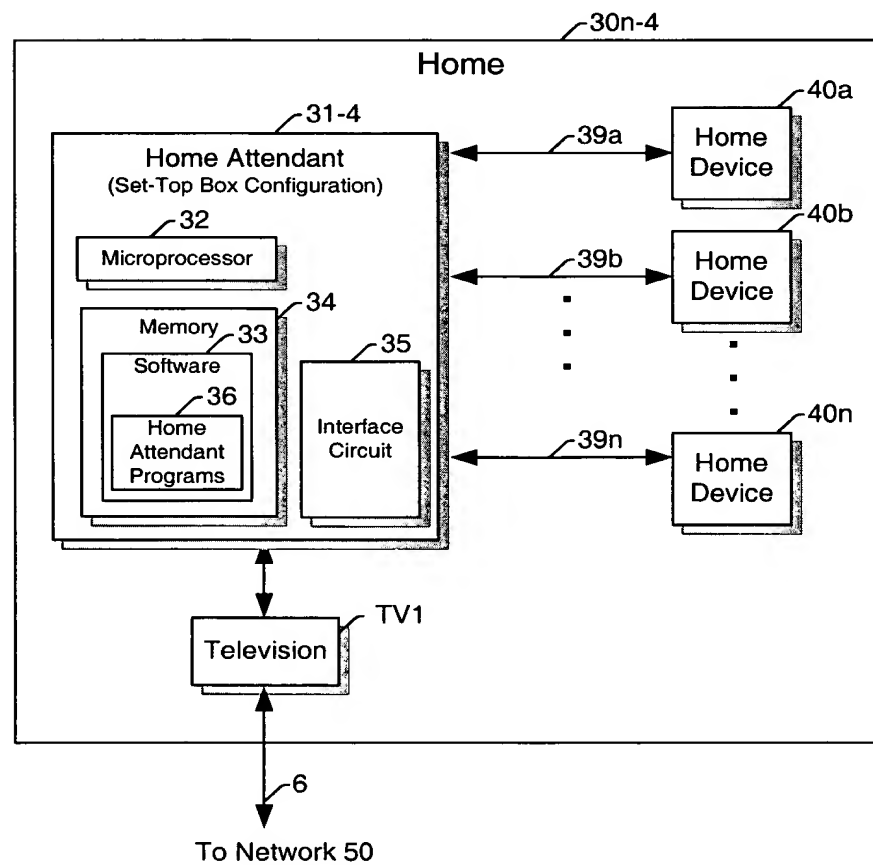 30n-4
Home
31-4
Home Attendant
(Set-Top Box Configuration)
32
Microprocessor
34
Memory
33
Software
36
Home
Attendant
Programs
35
Interface
Circuit
39a
40a
Home
Device
39b
40b
Home
Device
39n
40n
Home
Device
TV1
Television
6
To Network 50